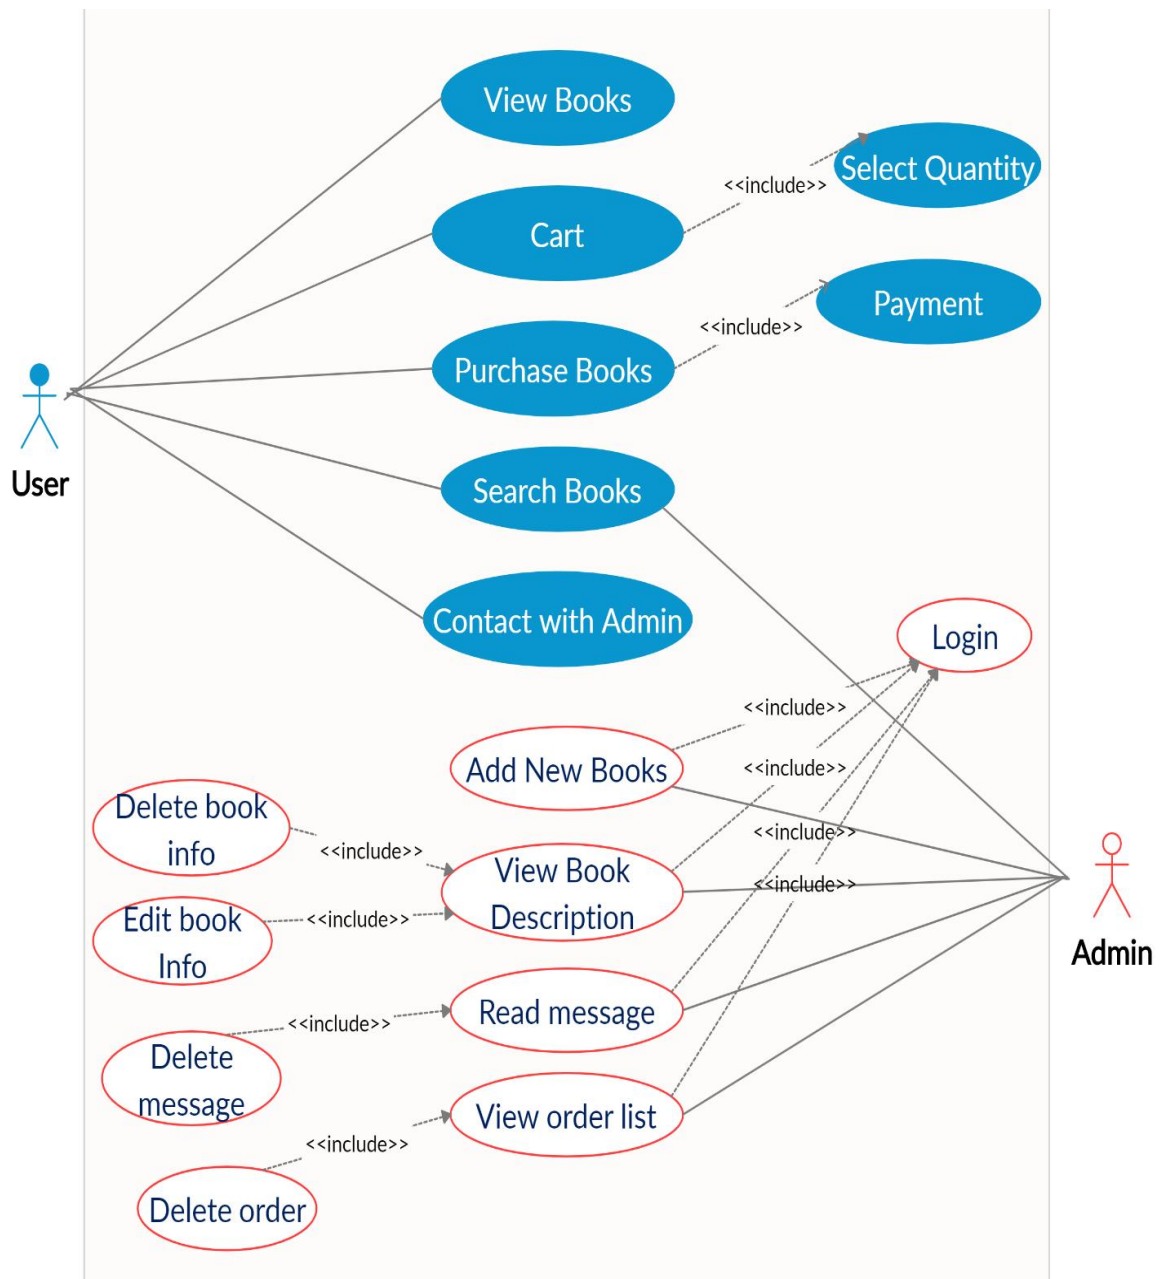 View Books
Select Quantity
<<include>>
Cart
Payment
<<include>>
Purchase Books
User
Search Books
Contact with Admin
Login
<<include>>
Add New Books
<<include>>
Delete book
info
<<include>>
<<include>>
View Book
Description
<<include>>
Edit book
Info
<<include>>
Admin
Read message
<<include>>
Delete
message
View order list
<<include>>
Delete order